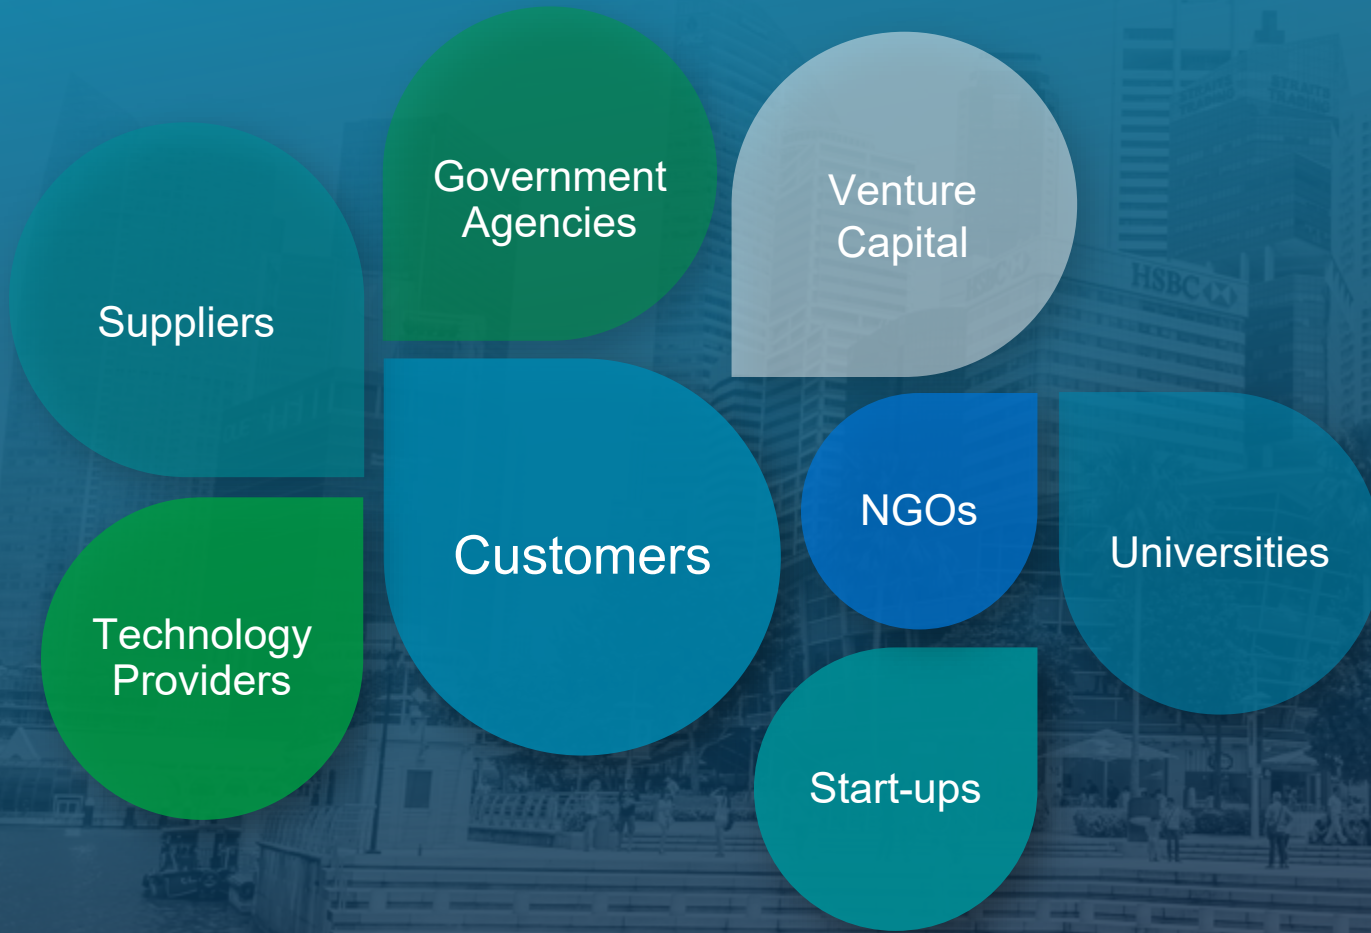 Government
Agencies
Venture
Capital
Suppliers
HSBC
NGOs
Customers
Universities
Technology
Providers
Start-ups